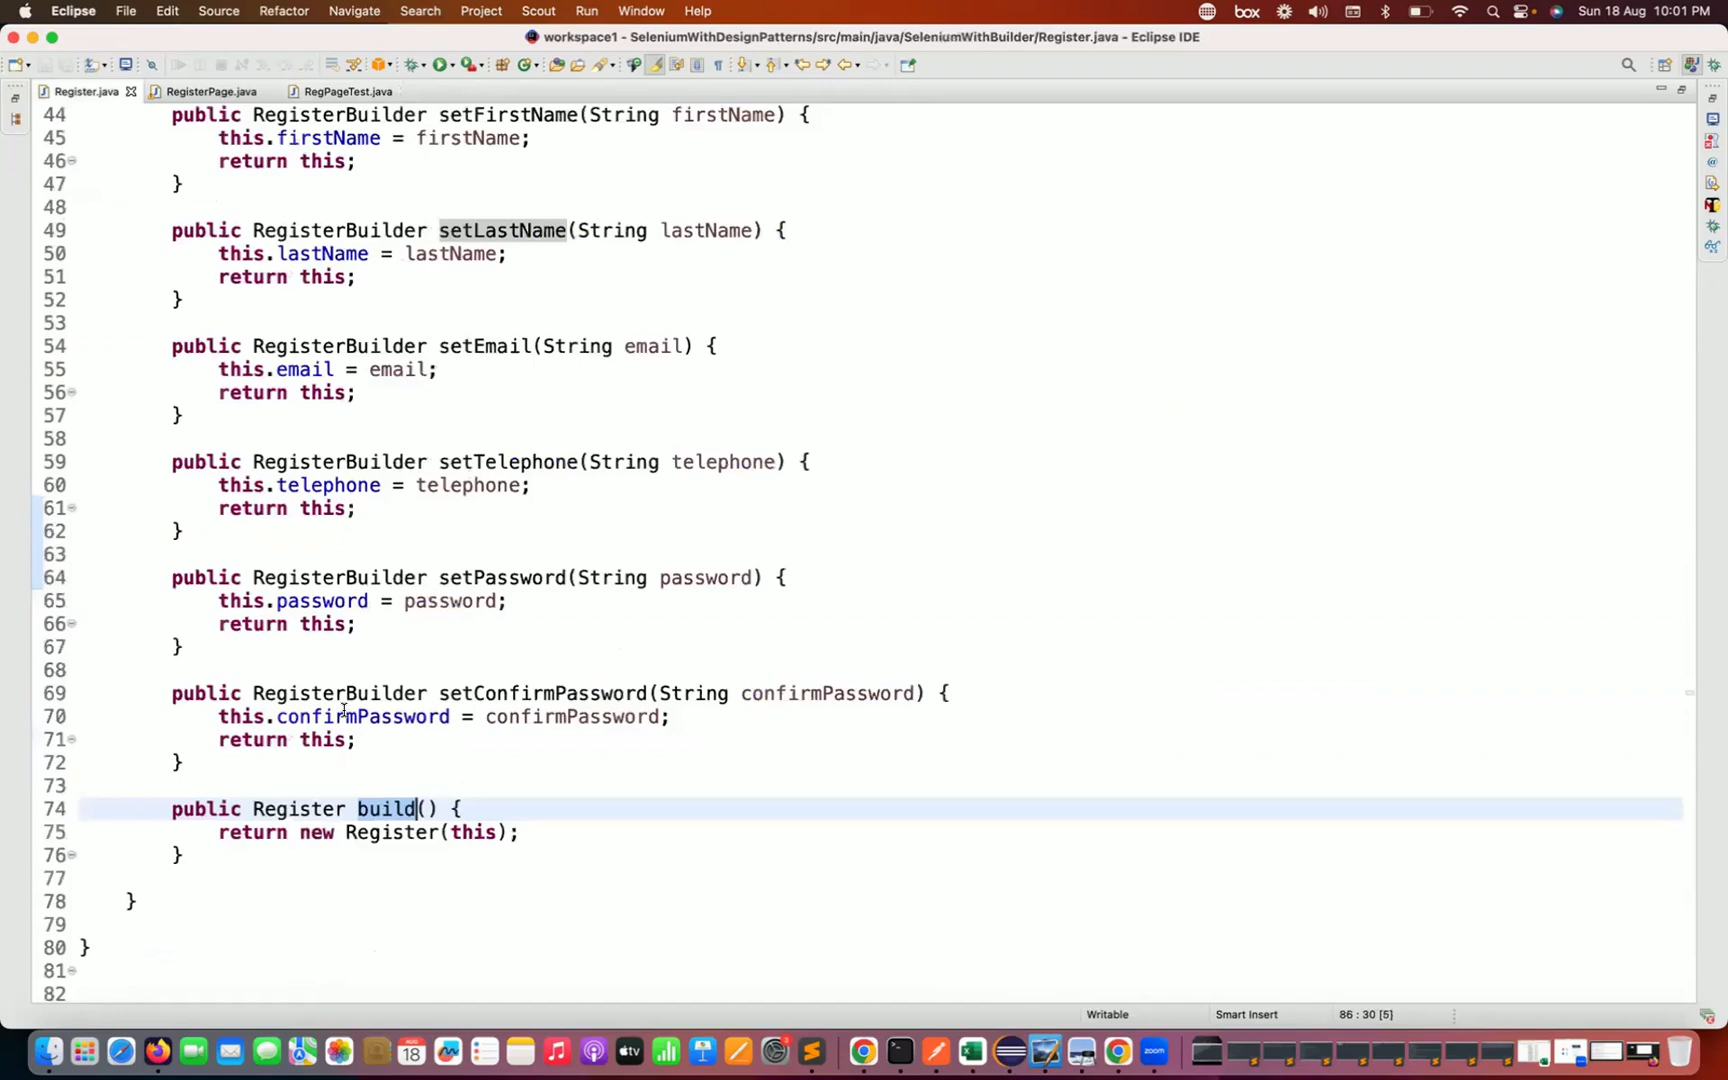 Eclipse File Edit Source Refactor Navigate Search Project Scout Run Window Help box Sun 18 Aug 10:01 PM
workspace1 - SeleniumWithDesignPatterns/src/main/java/SeleniumWithBuilder/Register.java - Eclipse IDE
Register.java RegisterPage.java RegPageTest.java
44 public RegisterBuilder setFirstName(String firstName) {
45 this.firstName = firstName;
46 return this;
47 }
48
49 public RegisterBuilder setLastName(String lastName) {
50 this.lastName = lastName;
51 return this;
52 }
53
54 public RegisterBuilder setEmail(String email) {
55 this.email = email;
56 return this;
57 }
58
59 public RegisterBuilder setTelephone(String telephone) {
60 this.telephone = telephone;
61 return this;
62 }
63
64 public RegisterBuilder setPassword(String password) {
65 this.password = password;
66 return this;
67 }
68
69 public RegisterBuilder setConfirmPassword(String confirmPassword) {
70 this.confirmPassword = confirmPassword;
71 return this;
72 }
73
74 public Register build() {
75 return new Register(this);
76 }
77
78 }
79
80 }
81
82
Writable Smart Insert 86 : 30 [5]